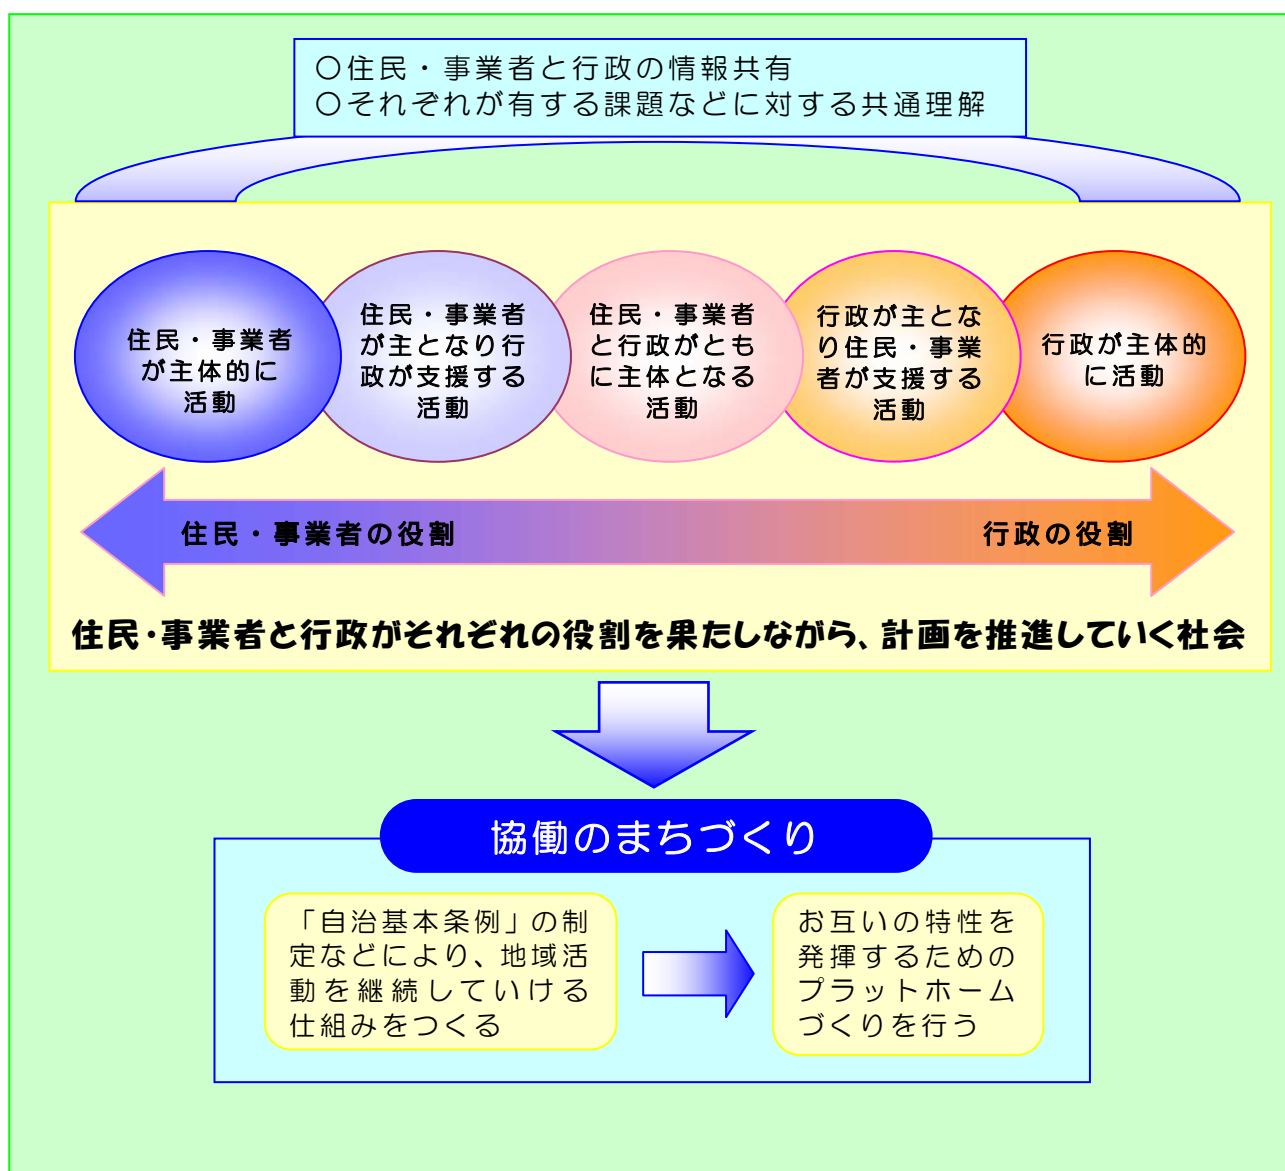 〇住民・事業者と行政の情報共有
〇それぞれが有する課題などに対する共通理解
住民・事業者
が主体的に
活動
住民・事業者
が主となり行
政が支援する
活動
住民・事業者
と行政がとも
に主体となる
活動
行政が主とな
り住民・事業
者が支援する
活動
行政が主体的
に活動
住民・事業者の役割
行政の役割
住民・事業者と行政がそれぞれの役割を果たしながら、計画を推進していく社会
協働のまちづくり
「自治基本条例」の制
定などにより、地域活
動を継続していける
仕組みをつくる
お互いの特性を
発揮するための
プラットホーム
づくりを行う